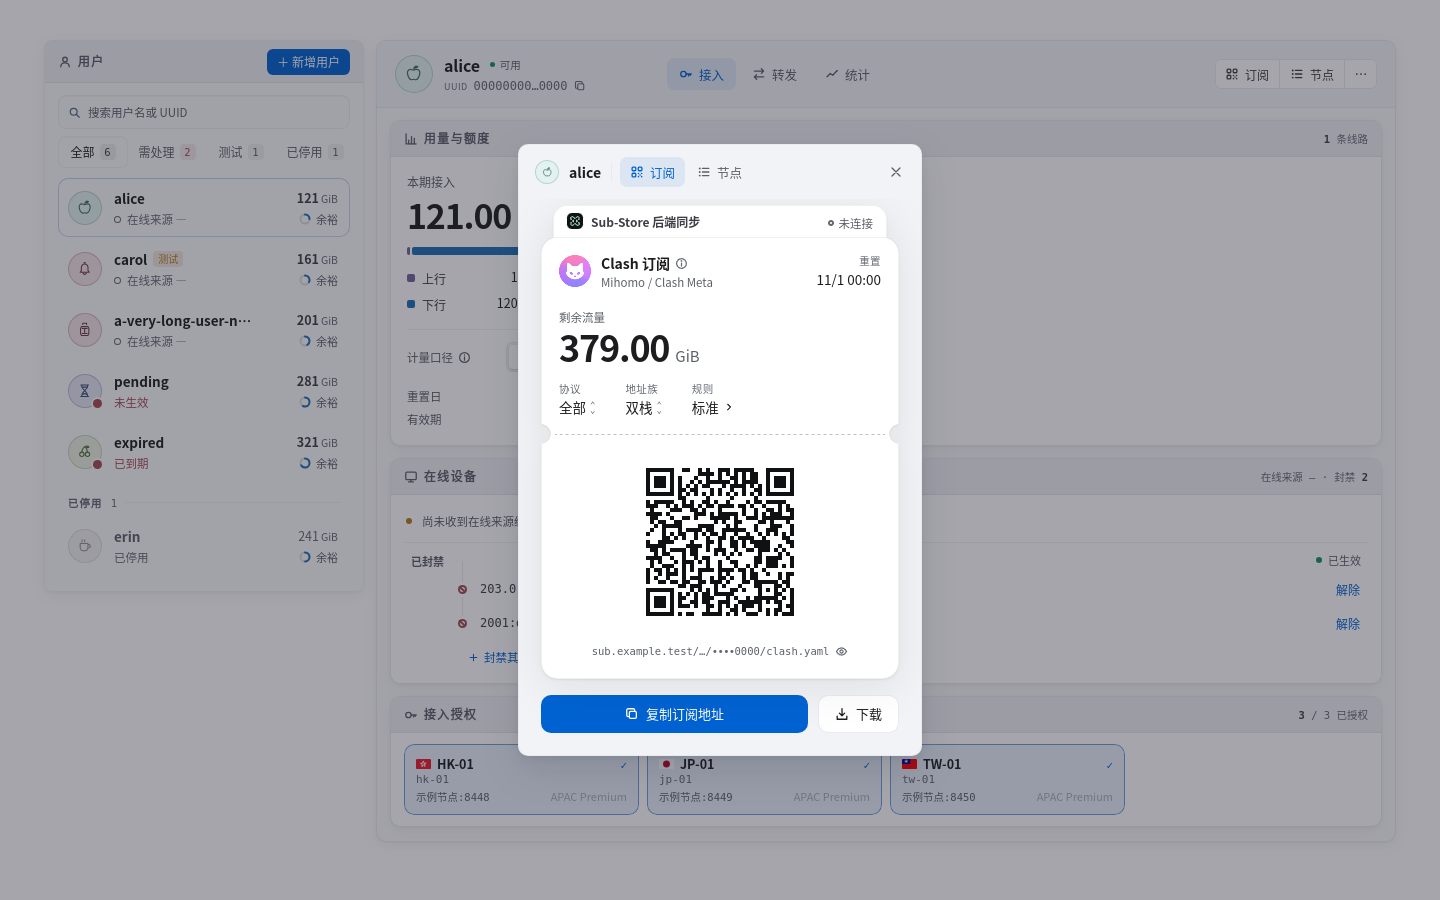 用户
+ 新增用户
搜索用户名或 UUID
全部 6 需处理 2 测试 1 已停用 1
alice 121 GiB
在线来源 — 余裕
carol 测试 161 GiB
在线来源 — 余裕
a-very-long-user-n··· 201 GiB
在线来源 — 余裕
pending 281 GiB
未生效 余裕
expired 321 GiB
已到期 余裕
已停用 1
erin 241 GiB
已停用 余裕
alice 可用
UUID 00000000…0000
接入 转发 统计
订阅 节点 ···
用量与额度 1 条线路
本期接入
121.00
上行 1
下行 120
计量口径
重置日
有效期
在线设备 在线来源 — · 封禁 2
尚未收到在线来源
已封禁 已生效
203.0 解除
2001: 解除
+ 封禁其
接入授权 3 / 3 已授权
HK-01 ✓
hk-01
示例节点:8448 APAC Premium
JP-01 ✓
jp-01
示例节点:8449 APAC Premium
TW-01 ✓
tw-01
示例节点:8450 APAC Premium
alice 订阅 节点
Sub-Store 后端同步 未连接
Clash 订阅 重置
Mihomo / Clash Meta 11/1 00:00
剩余流量
379.00 GiB
协议 地址族 规则
全部 双栈 标准
sub.example.test/…/••••0000/clash.yaml
复制订阅地址 下载